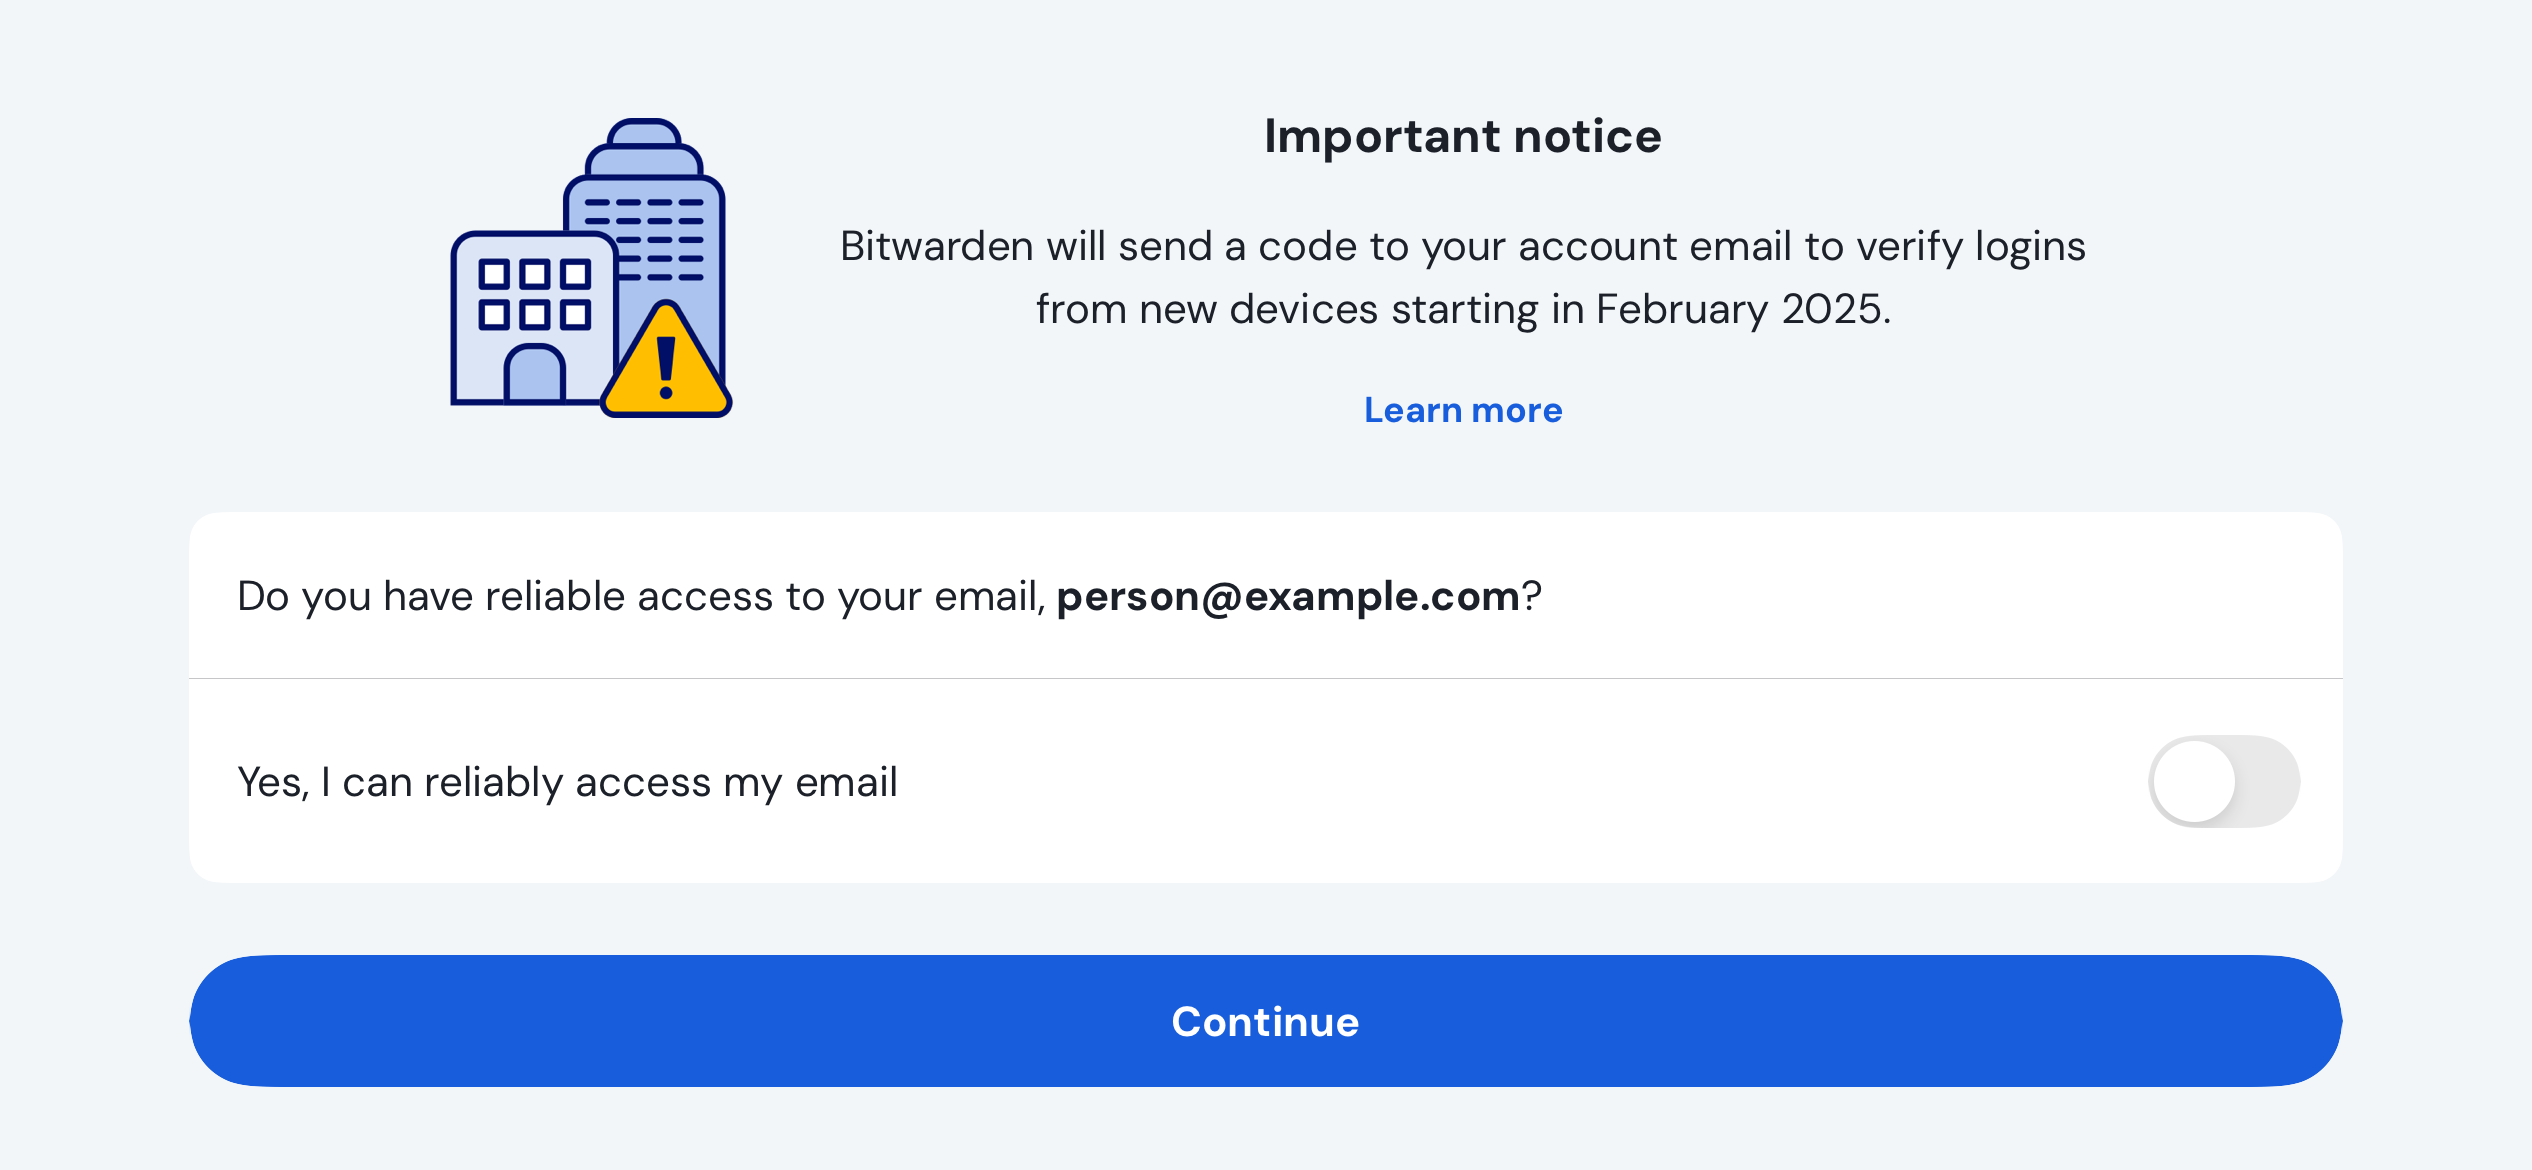 Important notice
Bitwarden will send a code to your account email to verify logins
from new devices starting in February 2025.
Learn more
Do you have reliable access to your email, person@example.com?
Yes, I can reliably access my email
Continue